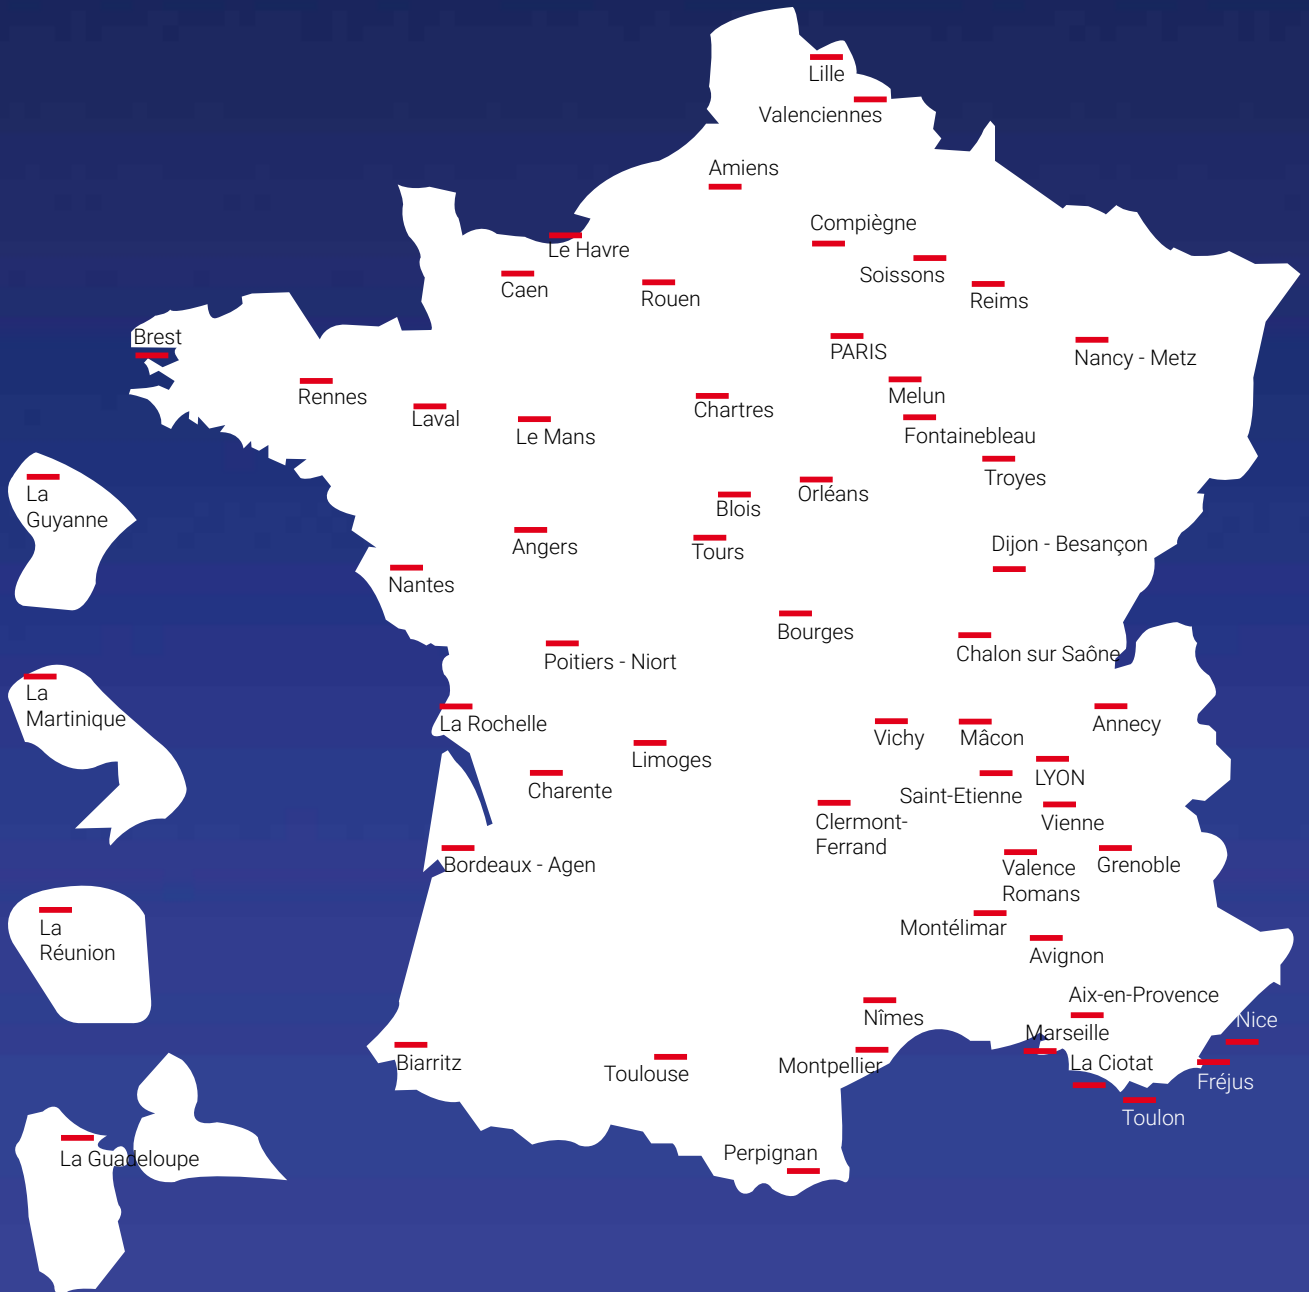 Lille
Valenciennes
Amiens
Compiègne
Le Havre
Soissons
Caen
Rouen
Reims
Brest
PARIS
Nancy - Metz
Rennes
Melun
Laval
Chartres
Le Mans
Fontainebleau
Troyes
La
Guyanne
Orléans
Blois
Angers
Tours
Dijon - Besançon
Nantes
Bourges
Poitiers - Niort
Chalon sur Saône
La
Martinique
La Rochelle
Vichy
Mâcon
Annecy
Limoges
LYON
Charente
Saint-Etienne
Clermont-
Ferrand
Vienne
Bordeaux - Agen
Valence
Romans
Grenoble
La
Réunion
Montélimar
Avignon
Aix-en-Provence
Nîmes
Nice
Marseille
Biarritz
Toulouse
Montpellier
La Ciotat
Fréjus
Toulon
Perpignan
La Guadeloupe